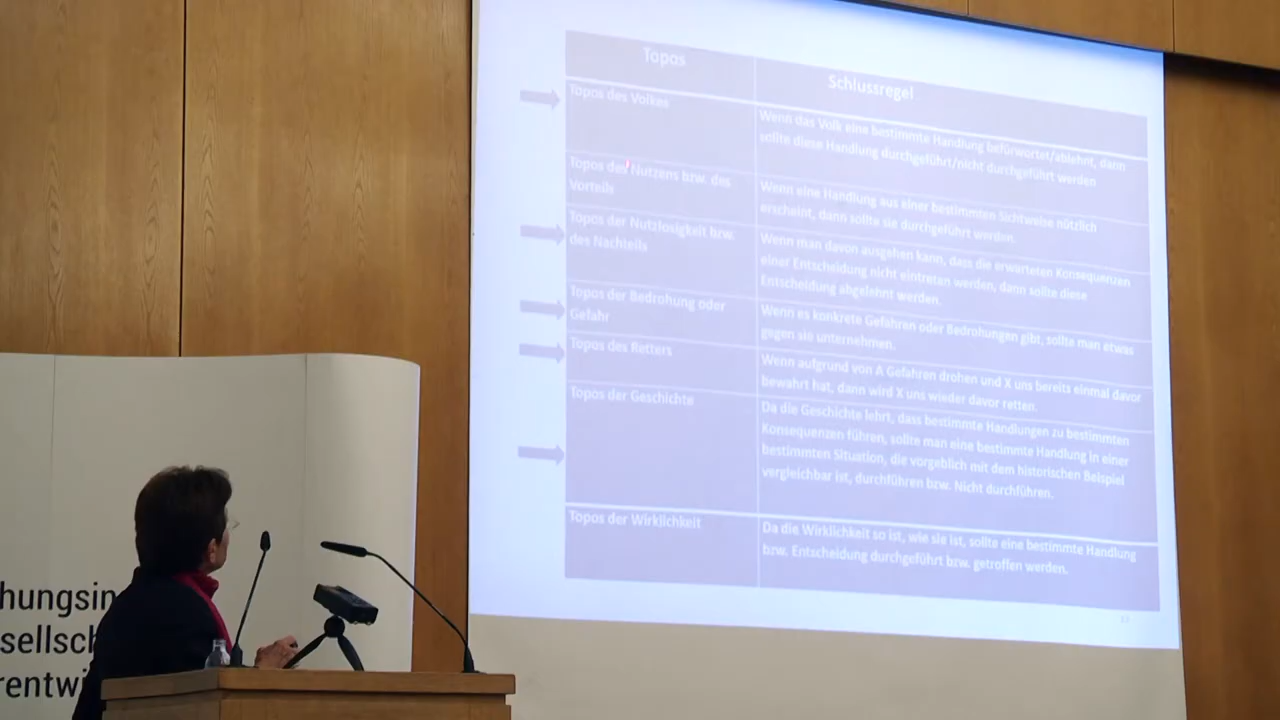 Topos
Schlussregel
Topos des Volkes
Wenn das Volk eine bestimmte Handlung befürwortet/ablehnt, dann
sollte diese Handlung durchgeführt/nicht durchgeführt werden
Topos des Nutzens bzw. des
Vorteils
Wenn eine Handlung aus einer bestimmten Sichtweise nützlich
erscheint, dann sollte sie durchgeführt werden.
Topos der Nutzlosigkeit bzw.
des Nachteils
Wenn man davon ausgehen kann, dass die erwarteten Konsequenzen
einer Entscheidung nicht eintreten werden, dann sollte diese
Entscheidung abgelehnt werden.
Topos der Bedrohung oder
Gefahr
Wenn es konkrete Gefahren oder Bedrohungen gibt, sollte man etwas
gegen sie unternehmen.
Topos des Retters
Wenn aufgrund von A Gefahren drohen und X uns bereits einmal davor
bewahrt hat, dann wird X uns wieder davor retten.
Topos der Geschichte
Da die Geschichte lehrt, dass bestimmte Handlungen zu bestimmten
Konsequenzen führen, sollte man eine bestimmte Handlung in einer
bestimmten Situation, die vorgeblich mit dem historischen Beispiel
vergleichbar ist, durchführen bzw. Nicht durchführen.
Topos der Wirklichkeit
Da die Wirklichkeit so ist, wie sie ist, sollte eine bestimmte Handlung
bzw. Entscheidung durchgeführt bzw. getroffen werden.
hungsin
sellsch
rentwi